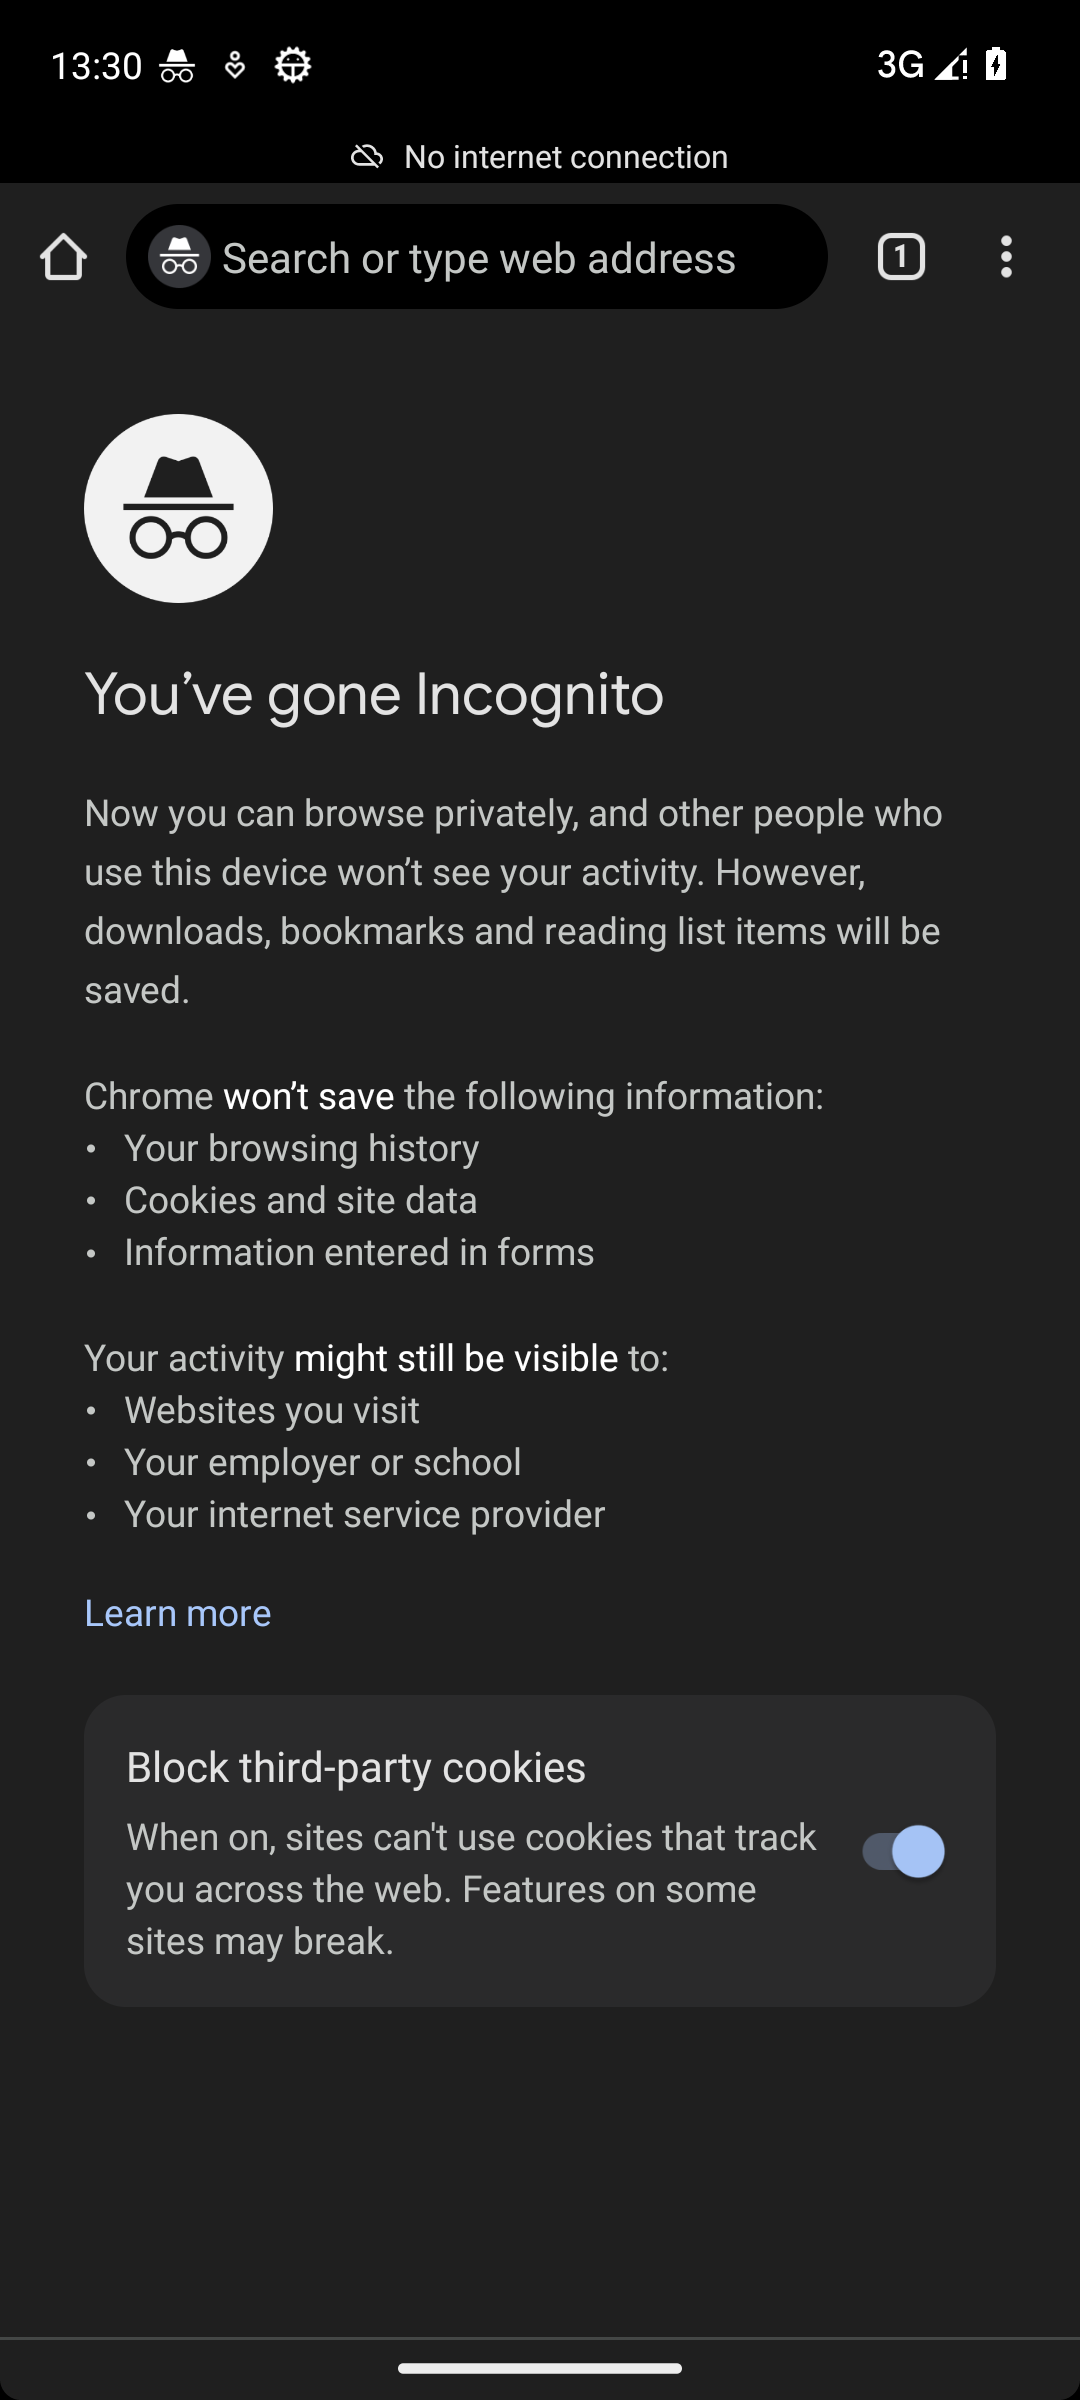 13:30
3G
No internet connection
Search or type web address
1
You’ve gone Incognito
Now you can browse privately, and other people who
use this device won’t see your activity. However,
downloads, bookmarks and reading list items will be
saved.
Chrome won’t save the following information:
• Your browsing history
• Cookies and site data
• Information entered in forms
Your activity might still be visible to:
• Websites you visit
• Your employer or school
• Your internet service provider
Learn more
Block third-party cookies
When on, sites can't use cookies that track
you across the web. Features on some
sites may break.